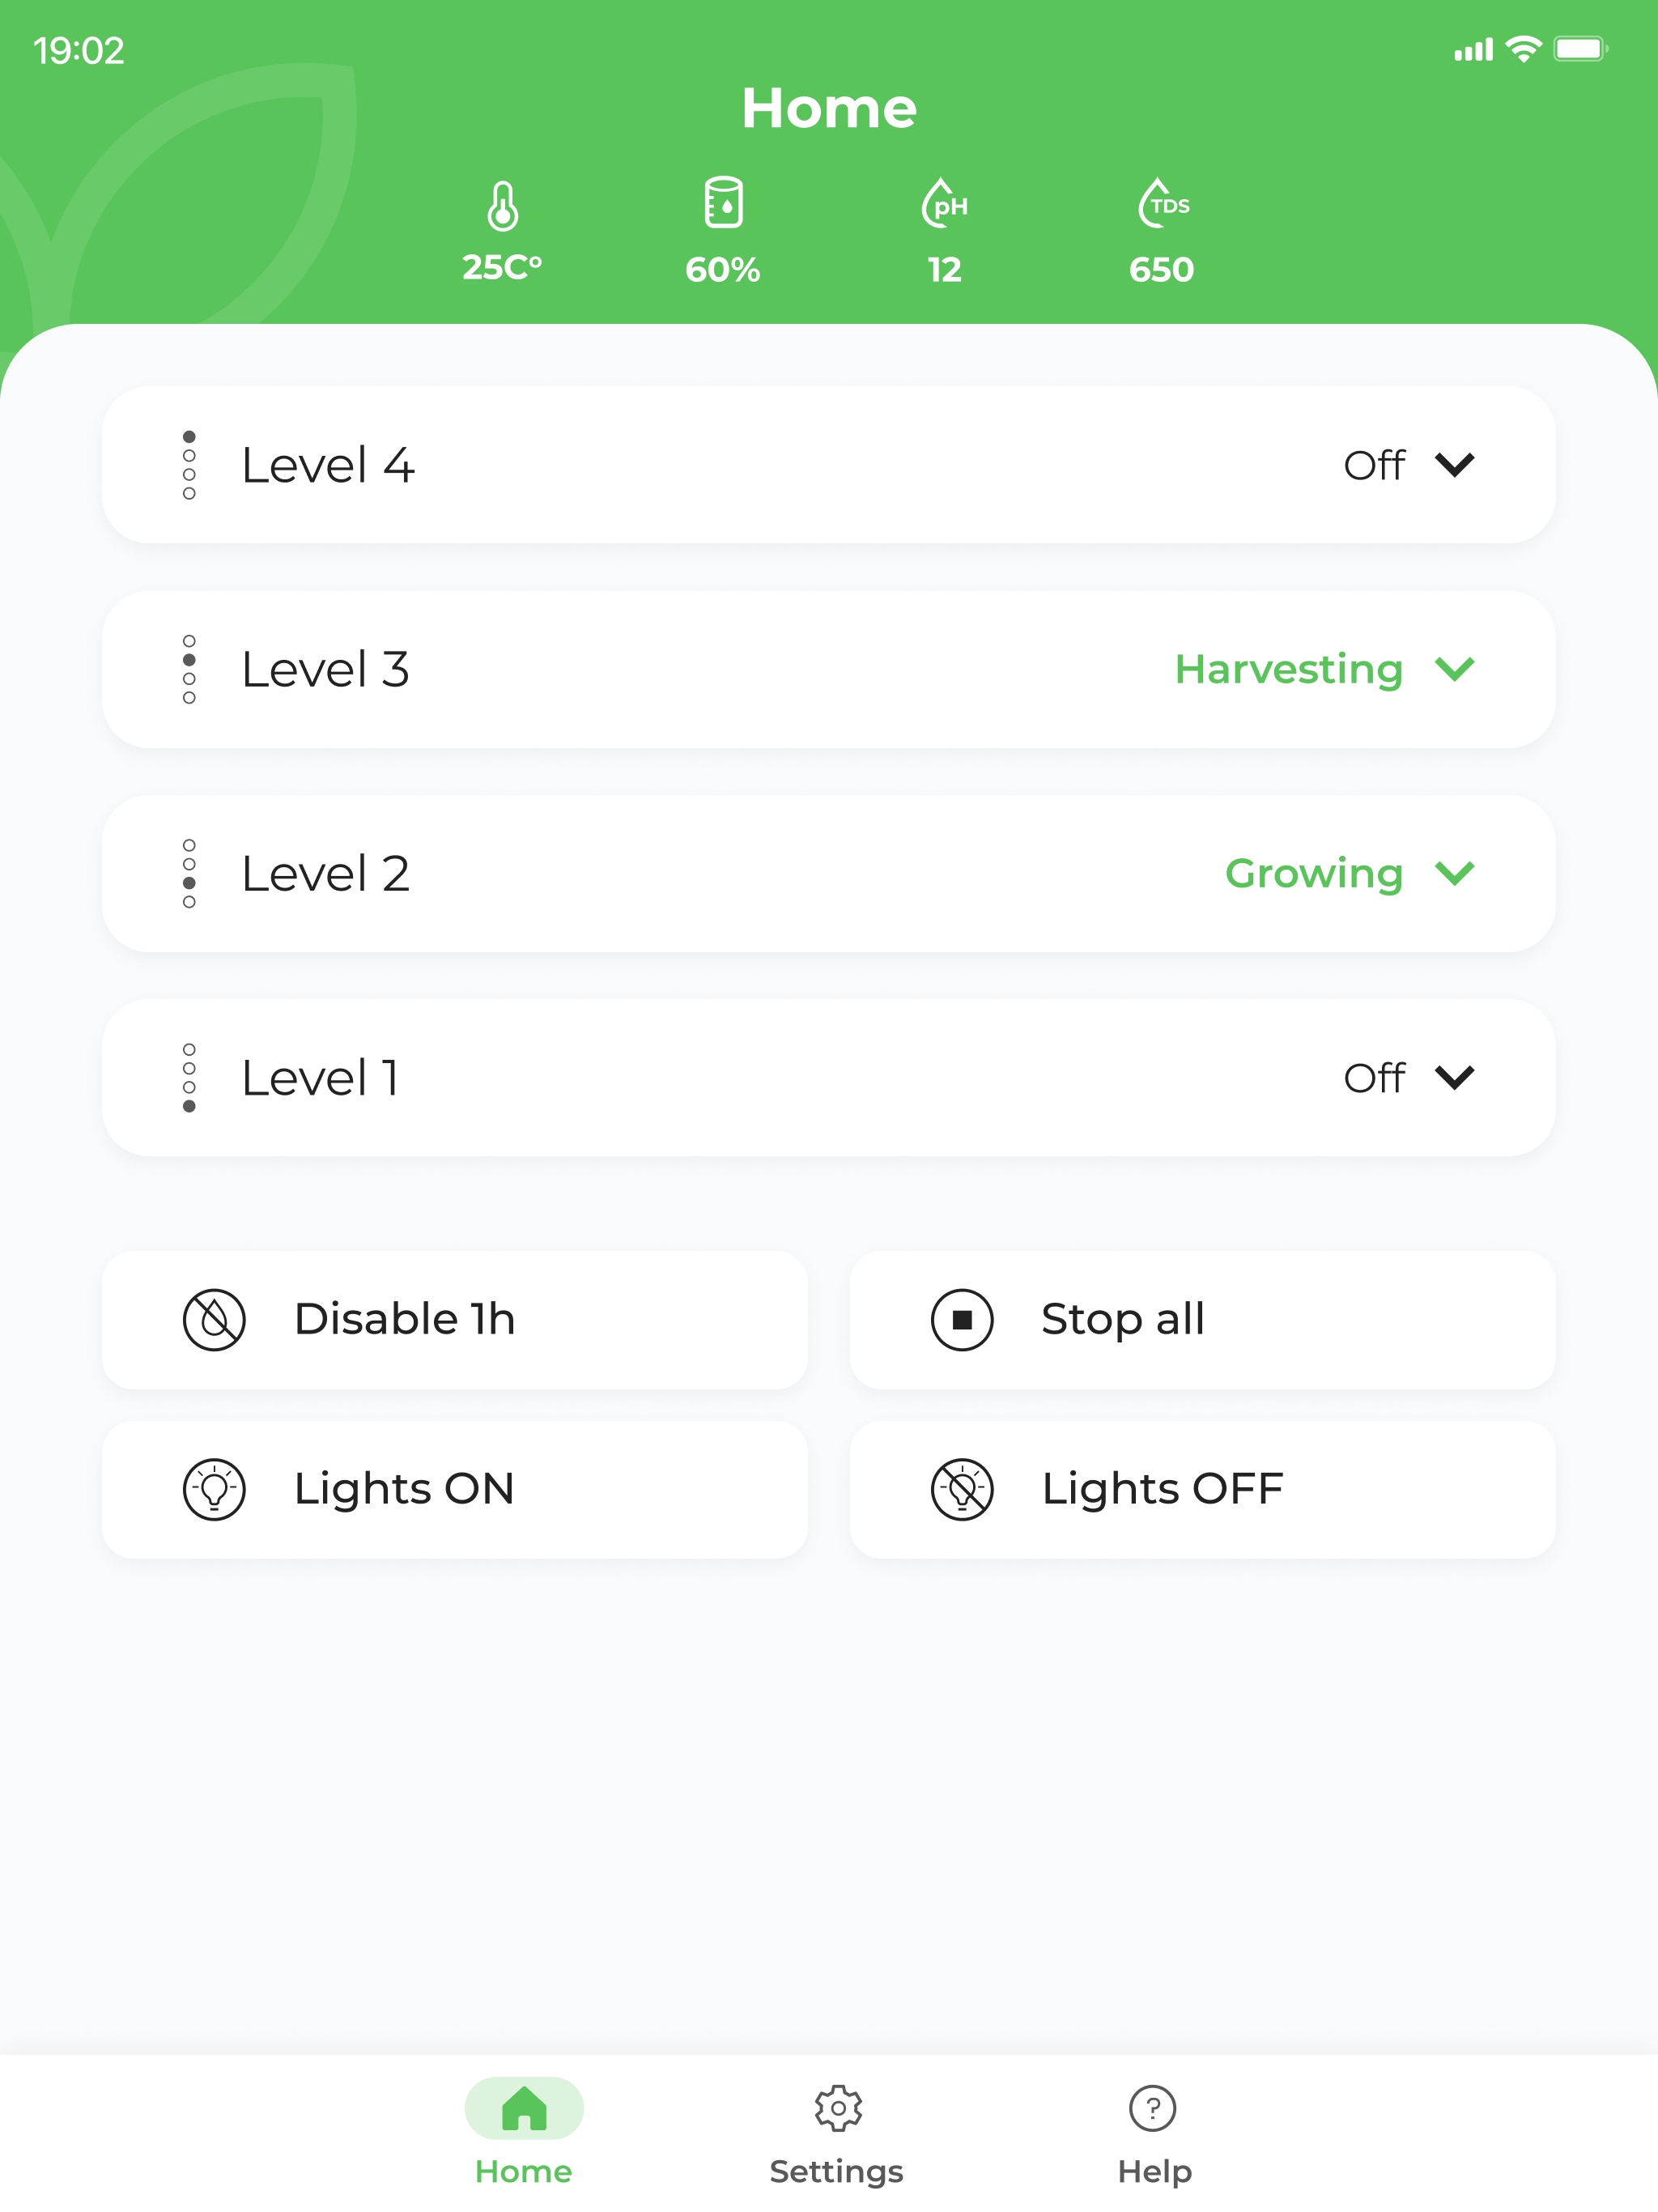 19:02
Home
pH
TDS
25C°
60%
12
650
Level 4
Off
Level 3
Harvesting
Level 2
Growing
Level 1
Off
Disable 1h
Stop all
Lights ON
Lights OFF
?
Home
Settings
Help